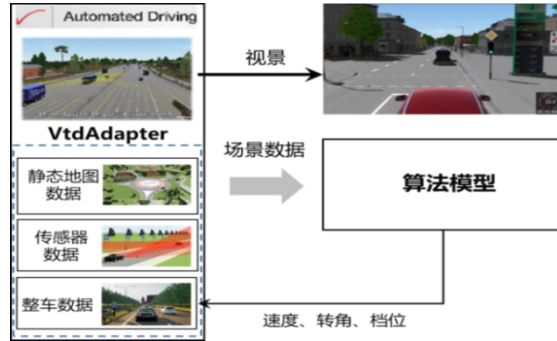 Automated Driving
视景
VtdAdapter
场景数据
静态地图
数据
算法模型
传感器
数据
整车数据
速度、转角、档位